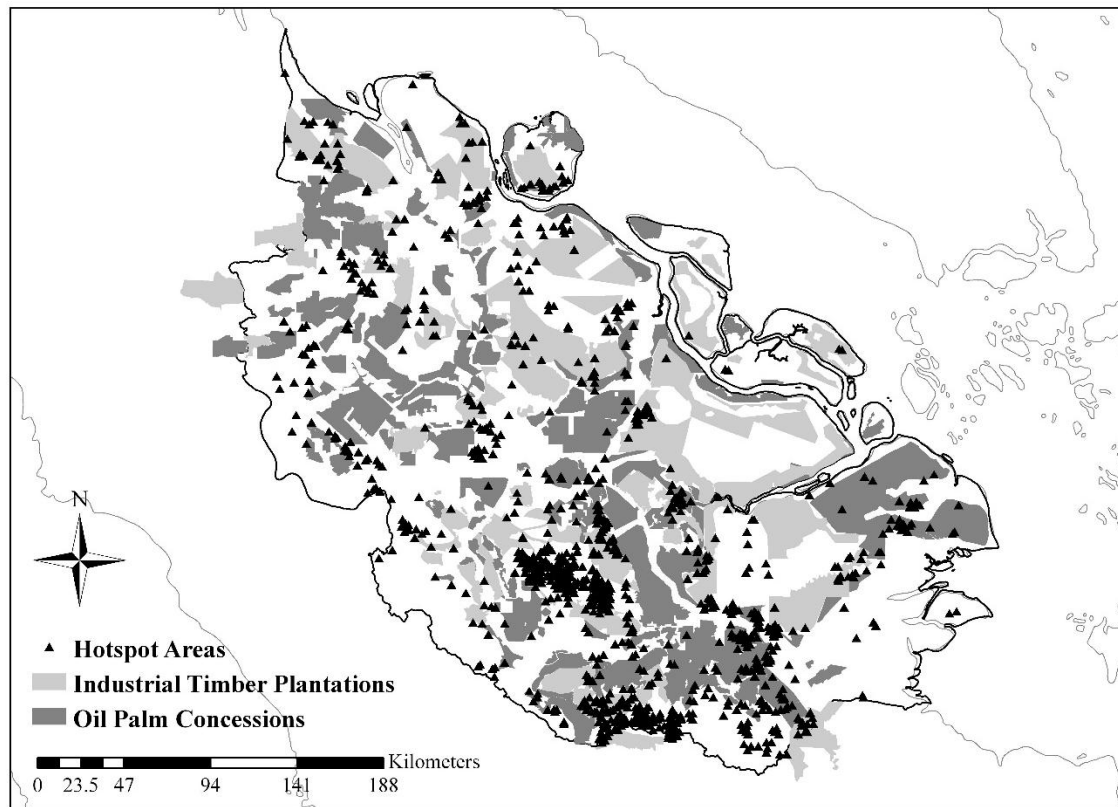 N
Hotspot Areas
Industrial Timber Plantations
Oil Palm Concessions
Kilometers
0 23.5 47 94 141 188